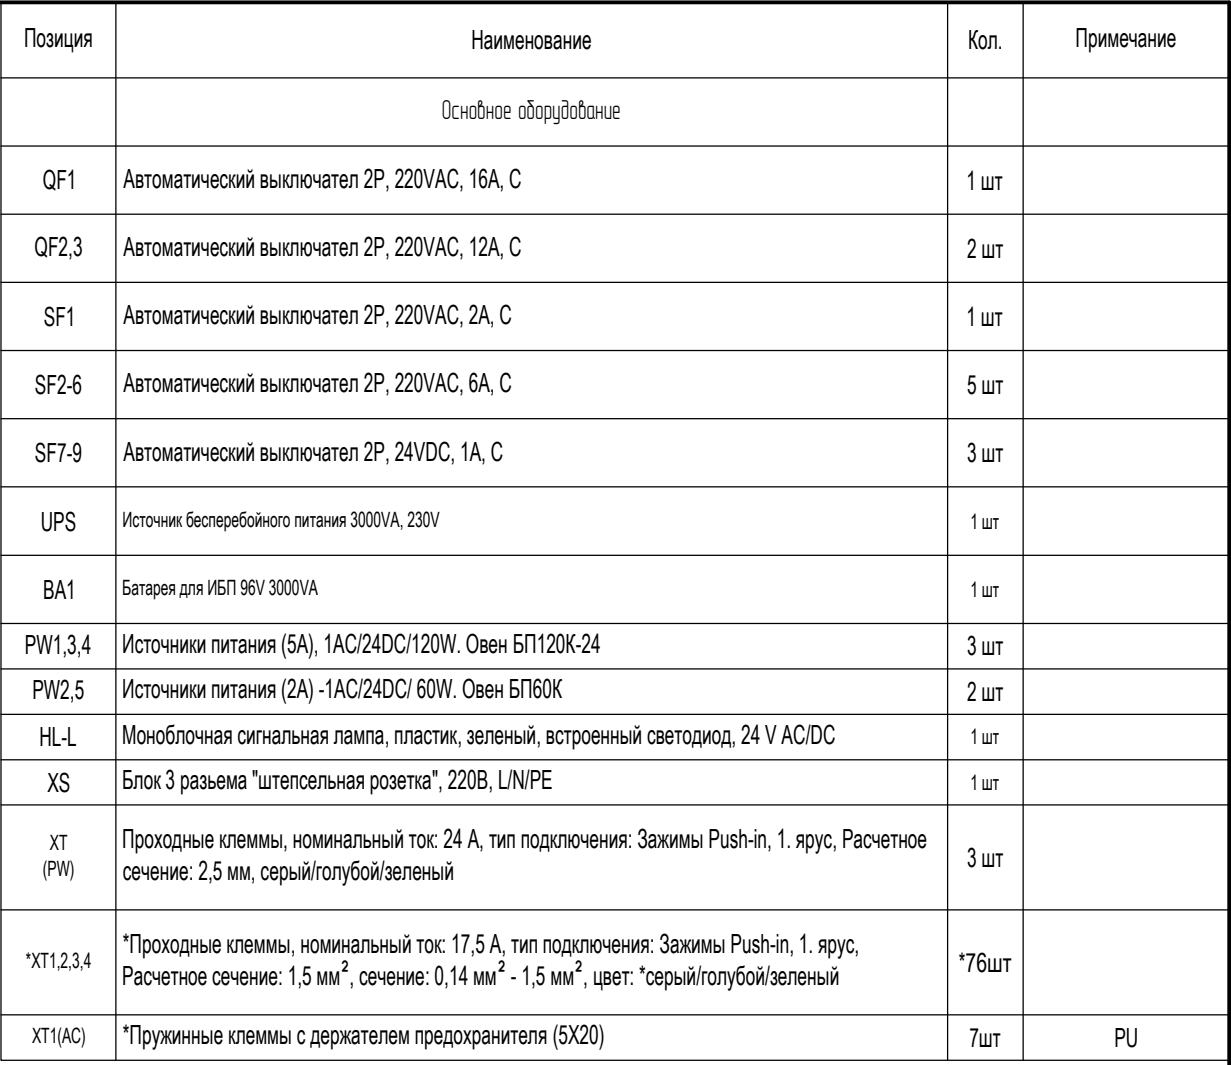 Позиция Наименование Кол. Примечание
Основное оборудование
QF1 Автоматический выключател 2P, 220VAC, 16A, C 1 шт
QF2,3 Автоматический выключател 2P, 220VAC, 12A, C 2 шт
SF1 Автоматический выключател 2P, 220VAC, 2A, C 1 шт
SF2-6 Автоматический выключател 2P, 220VAC, 6A, C 5 шт
SF7-9 Автоматический выключател 2P, 24VDC, 1A, C 3 шт
UPS Источник бесперебойного питания 3000VA, 230V 1 шт
BA1 Батарея для ИБП 96V 3000VA 1 шт
PW1,3,4 Источники питания (5A), 1AC/24DC/120W. Овен БП120К-24 3 шт
PW2,5 Источники питания (2A) -1AC/24DC/ 60W. Овен БП60К 2 шт
HL-L Моноблочная сигнальная лампа, пластик, зеленый, встроенный светодиод, 24 V AC/DC 1 шт
XS Блок 3 разьема "штепсельная розетка", 220В, L/N/PE 1 шт
XT
(PW)
Проходные клеммы, номинальный ток: 24 A, тип подключения: Зажимы Push-in, 1. ярус, Расчетное
сечение: 2,5 мм, серый/голубой/зеленый
3 шт
*XT1,2,3,4
*Проходные клеммы, номинальный ток: 17,5 A, тип подключения: Зажимы Push-in, 1. ярус,
Расчетное сечение: 1,5 мм², сечение: 0,14 мм² - 1,5 мм², цвет: *серый/голубой/зеленый
*76шт
XT1(AC) *Пружинные клеммы с держателем предохранителя (5X20) 7шт PU